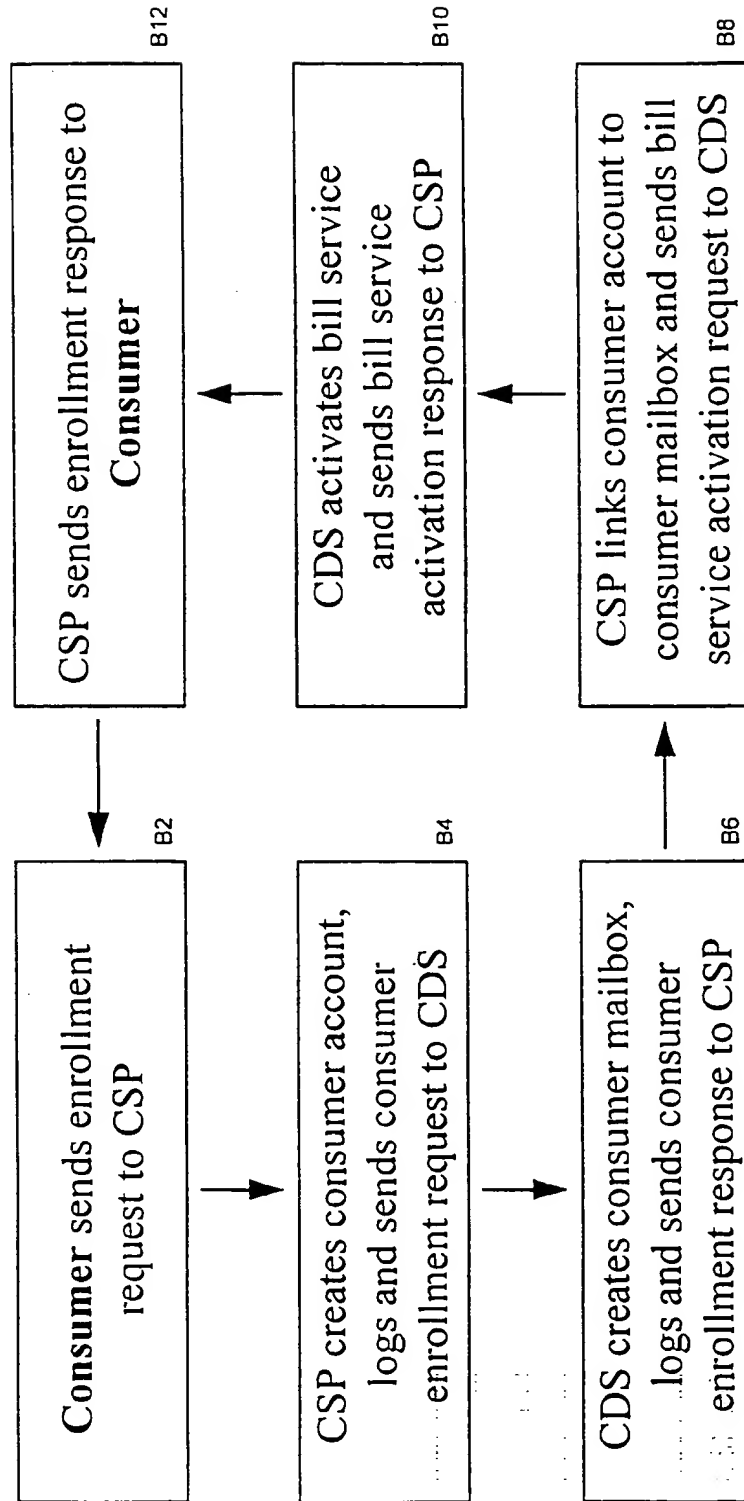 Consumer sends enrollment
request to CSP
B2
CSP creates consumer account,
logs and sends consumer
enrollment request to CDS
B4
CDS creates consumer mailbox,
logs and sends consumer
enrollment response to CSP
B6
CSP links consumer account to
consumer mailbox and sends bill
service activation request to CDS
B8
CDS activates bill service
and sends bill service
activation response to CSP
B10
CSP sends enrollment response to
Consumer
B12